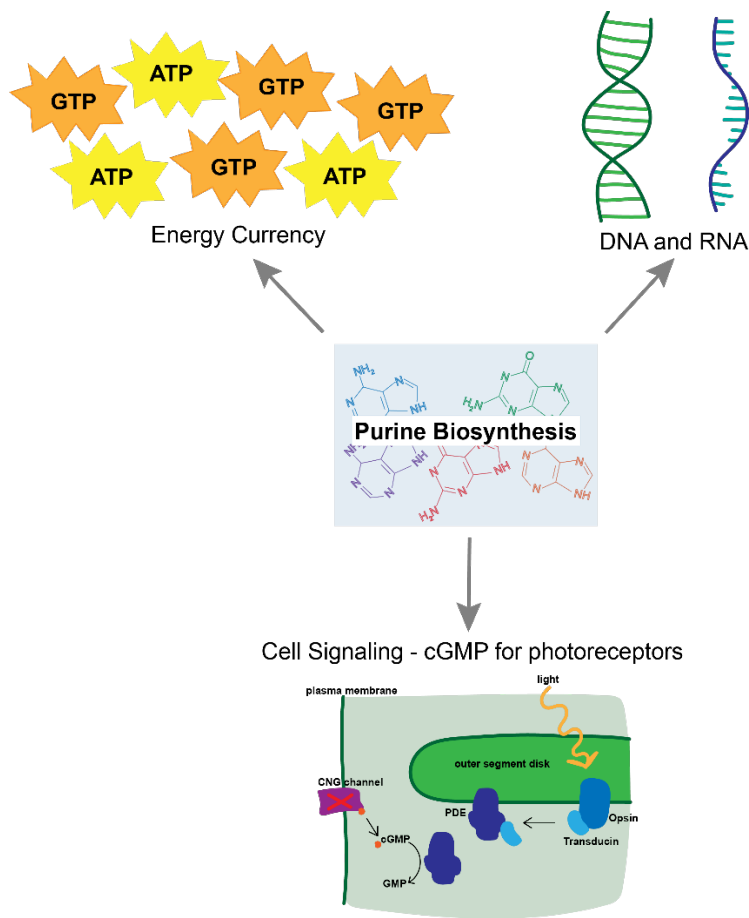 ATP
GTP
GTP
GTP
ATP
GTP
ATP
Energy Currency
DNA and RNA
NH₂
N
N
N
NH
O
N
N
H₂N
N
Purine Biosynthesis
NH
N
N
N
N
NH
H₂N
N
N
N
N
NH
Cell Signaling - cGMP for photoreceptors
plasma membrane
light
outer segment disk
CNG channel
PDE
Opsin
Transducin
cGMP
GMP